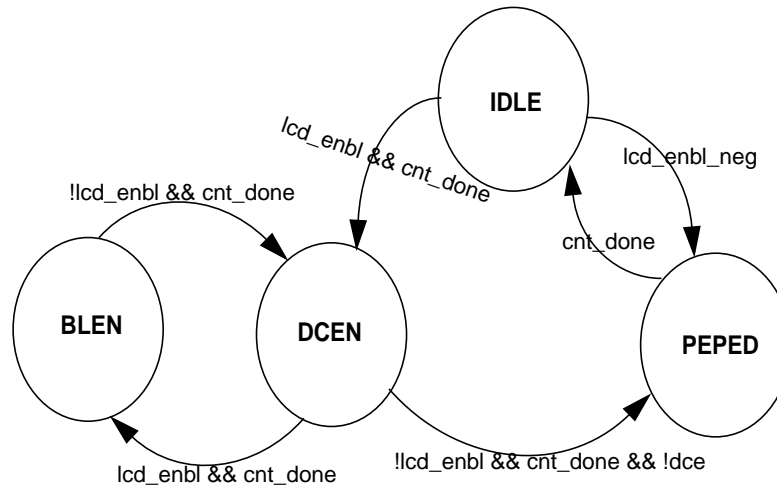 IDLE
lcd_enbl && cnt_done
lcd_enbl_neg
!lcd_enbl && cnt_done
cnt_done
BLEN
DCEN
PEPED
lcd_enbl && cnt_done
!lcd_enbl && cnt_done && !dce